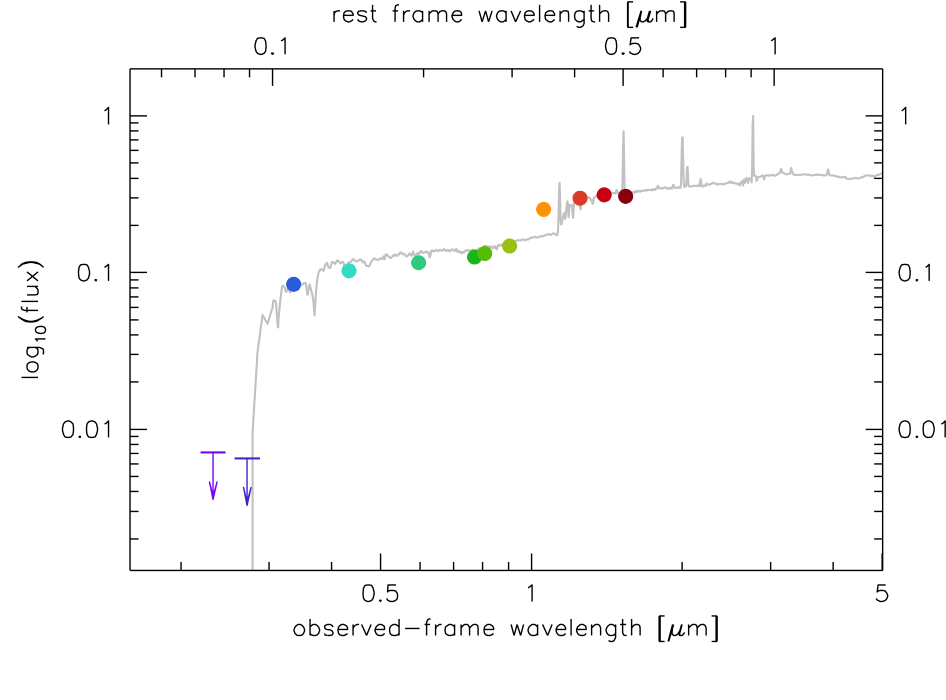 rest frame wavelength [μm]
0.1 0.5 1
1 1
0.1 0.1
0.01 0.01
log10(flux)
0.5 1 5
observed-frame wavelength [μm]